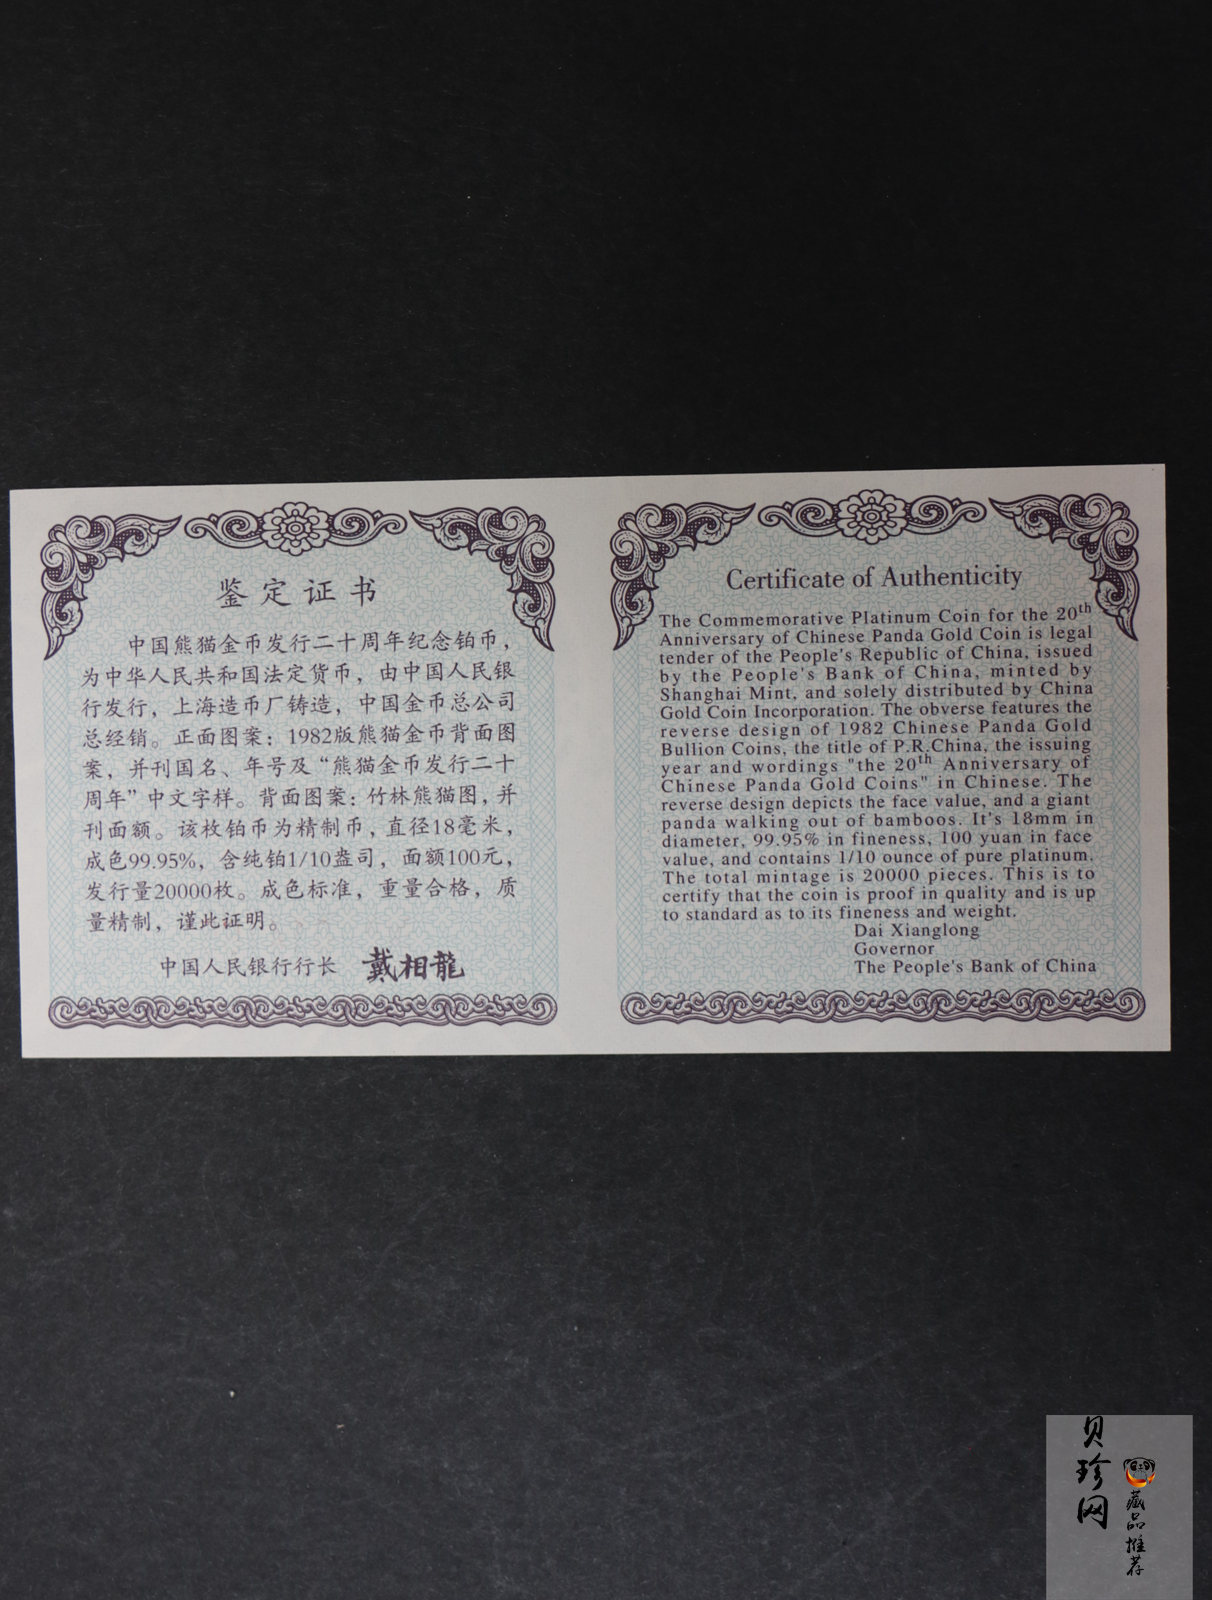 鉴定证书
中国熊猫金币发行二十周年纪念铂币，
为中华人民共和国法定货币，由中国人民银
行发行，上海造币厂铸造，中国金币总公司
总经销。正面图案：1982版熊猫金币背面图
案，并刊国名、年号及“熊猫金币发行二十
周年”中文字样。背面图案：竹林熊猫图，并
刊面额。该枚铂币为精制币，直径18毫米，
成色99.95%，含纯铂1/10盎司，面额100元，
发行量20000枚。成色标准，重量合格，质
量精制，谨此证明。
中国人民银行行长 戴相龍
Certificate of Authenticity
The Commemorative Platinum Coin for the 20th
Anniversary of Chinese Panda Gold Coin is legal
tender of the People's Republic of China, issued
by the People's Bank of China, minted by
Shanghai Mint, and solely distributed by China
Gold Coin Incorporation. The obverse features the
reverse design of 1982 Chinese Panda Gold
Bullion Coins, the title of P.R.China, the issuing
year and wordings "the 20th Anniversary of
Chinese Panda Gold Coins" in Chinese. The
reverse design depicts the face value, and a giant
panda walking out of bamboos. It's 18mm in
diameter, 99.95% in fineness, 100 yuan in face
value, and contains 1/10 ounce of pure platinum.
The total mintage is 20000 pieces. This is to
certify that the coin is proof in quality and is up
to standard as to its fineness and weight.
Dai Xianglong
Governor
The People's Bank of China
贝珍网
藏品推荐